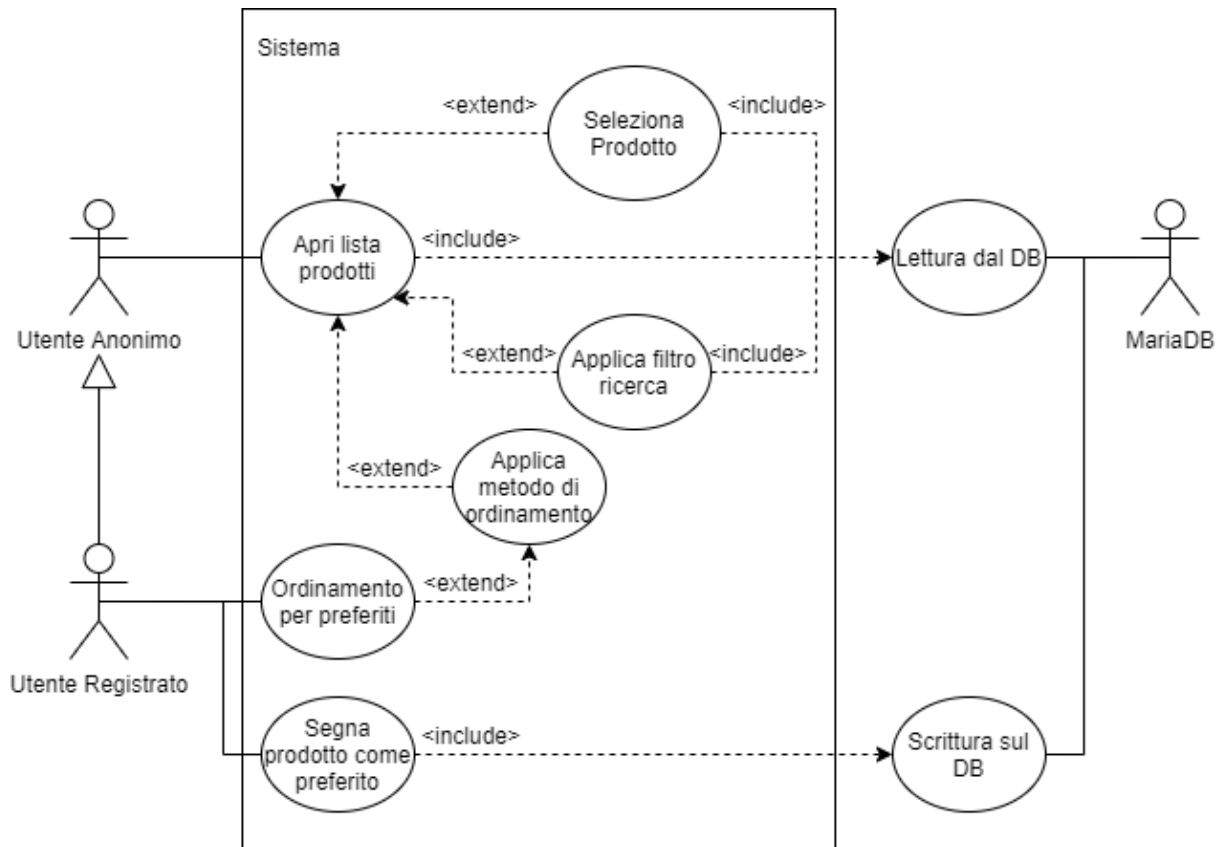 Sistema
<extend>
<include>
Seleziona
Prodotto
Apri lista
prodotti
<include>
Lettura dal DB
Utente Anonimo
MariaDB
<extend>
Applica filtro
ricerca
<include>
<extend>
Applica
metodo di
ordinamento
Ordinamento
per preferiti
<extend>
Utente Registrato
Segna
prodotto come
preferito
<include>
Scrittura sul
DB